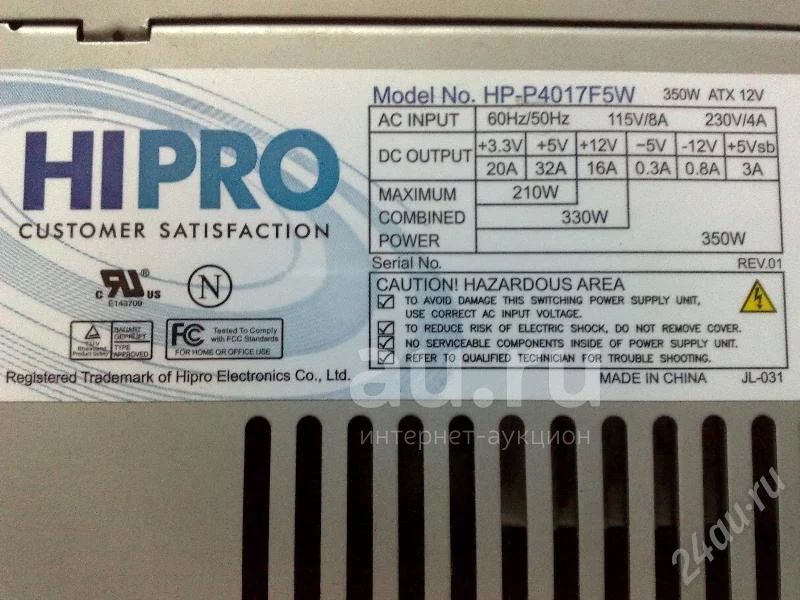 HIPRO
CUSTOMER SATISFACTION
Model No. HP-P4017F5W 350W ATX 12V
AC INPUT 60Hz/50Hz 115V/8A 230V/4A
DC OUTPUT +3.3V +5V +12V -5V -12V +5Vsb
20A 32A 16A 0.3A 0.8A 3A
MAXIMUM 210W
COMBINED 330W
POWER 350W
Serial No. REV.01
CAUTION! HAZARDOUS AREA
TO AVOID DAMAGE THIS SWITCHING POWER SUPPLY UNIT,
USE CORRECT AC INPUT VOLTAGE.
TO REDUCE RISK OF ELECTRIC SHOCK, DO NOT REMOVE COVER.
NO SERVICEABLE COMPONENTS INSIDE OF POWER SUPPLY UNIT.
REFER TO QUALIFIED TECHNICIAN FOR TROUBLE SHOOTING.
MADE IN CHINA JL-031
C RU ® US
E143709
N
BAUART
GEPRÜFT
TYPE
APPROVED
FCC Tested To Comply
with FCC Standards
FOR HOME OR OFFICE USE
Registered Trademark of Hipro Electronics Co., Ltd.
au.ru
интернет-аукцион
24au.ru